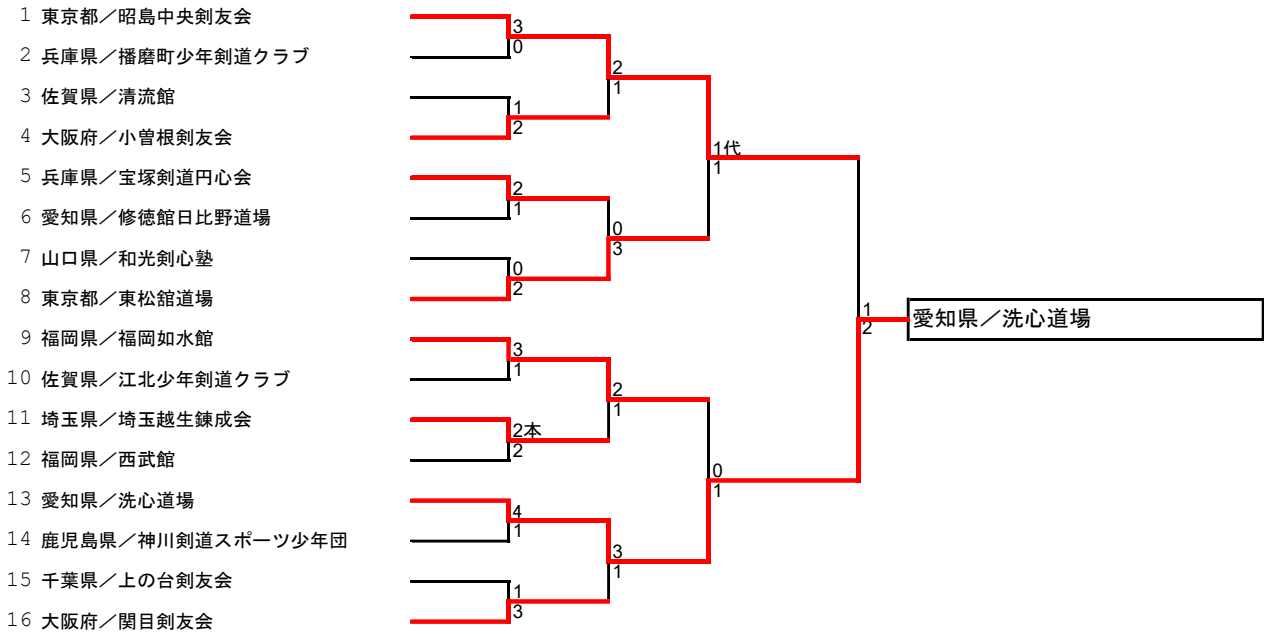 1 東京都／昭島中央剣友会
3
0
2 兵庫県／播磨町少年剣道クラブ
2
1
3 佐賀県／清流館
1
2
4 大阪府／小曽根剣友会
1代
1
5 兵庫県／宝塚剣道円心会
2
1
6 愛知県／修徳館日比野道場
0
3
7 山口県／和光剣心塾
0
2
8 東京都／東松舘道場
1
2
愛知県／洗心道場
9 福岡県／福岡如水館
3
1
10 佐賀県／江北少年剣道クラブ
2
1
11 埼玉県／埼玉越生錬成会
2本
2
12 福岡県／西武館
0
1
13 愛知県／洗心道場
4
1
14 鹿児島県／神川剣道スポーツ少年団
3
1
15 千葉県／上の台剣友会
1
3
16 大阪府／関目剣友会